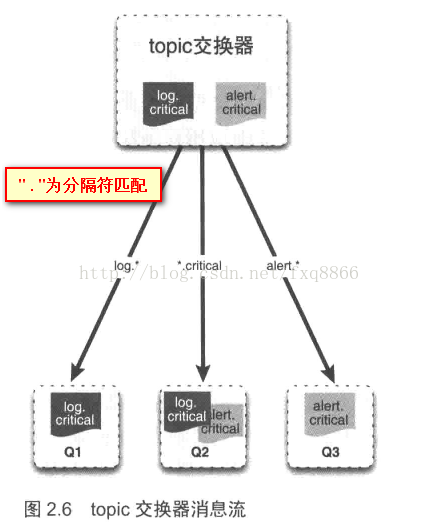 topic交换器
log.
critical
alert.
critical
"."为分隔符匹配
log.*
*.critical
alert.*
http://blog.csdn.net/fxq8866
log.
critical
Q1
log.
critical
alert.
critical
Q2
alert.
critical
Q3
图 2.6 topic 交换器消息流